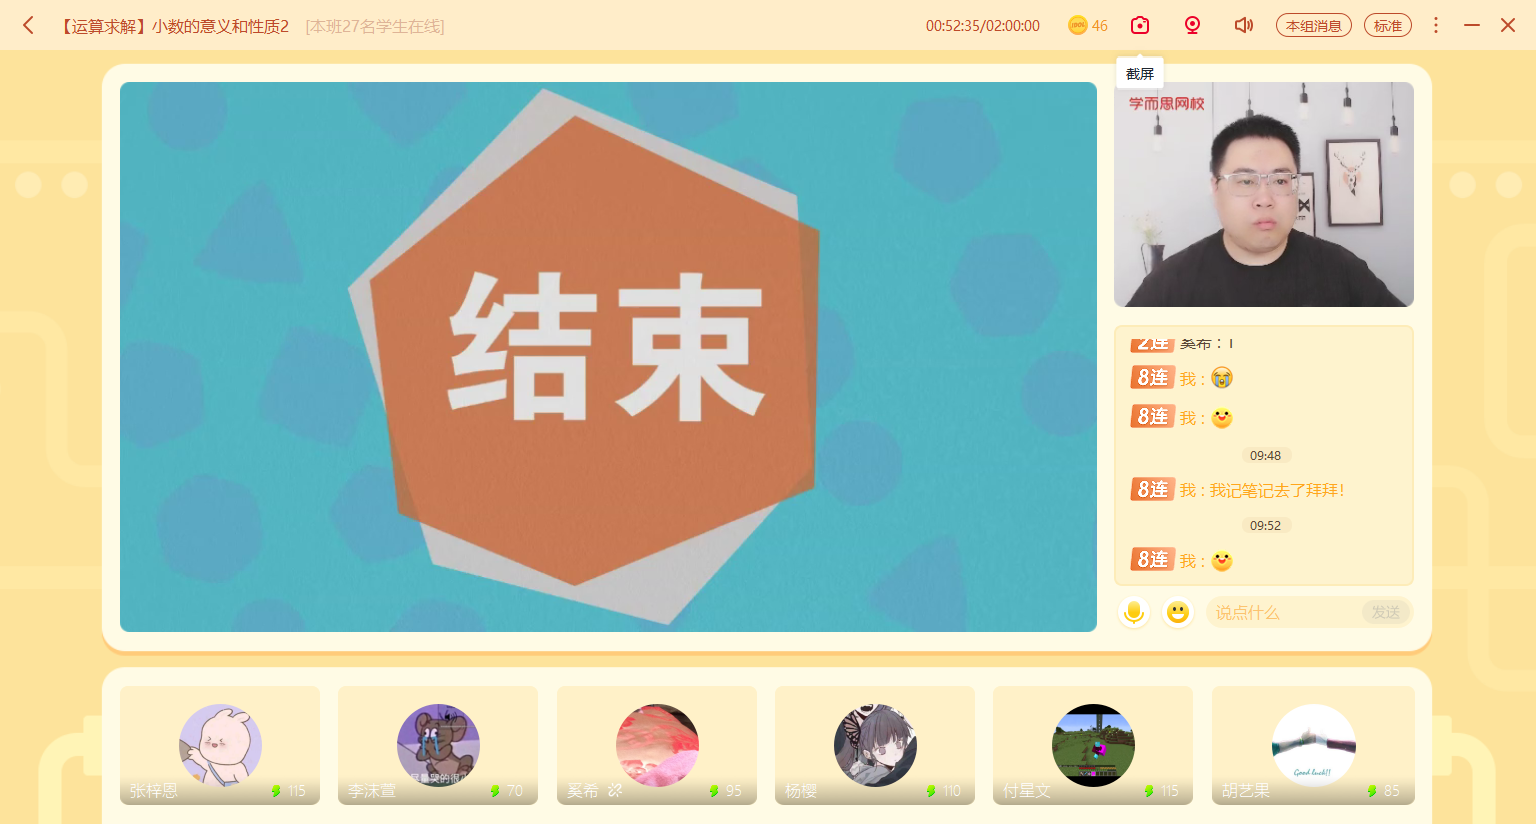 【运算求解】小数的意义和性质2 [本班27名学生在线]
00:52:35/02:00:00 46 本组消息 标准
截屏
学而思网校
结束
2连 奚希：1
8连 我：
8连 我：
09:48
8连 我：我记笔记去了拜拜！
09:52
8连 我：
说点什么 发送
Good luck!!
张梓恩 115 李沫萱 70 奚希 95 杨樱 110 付星文 115 胡艺果 85